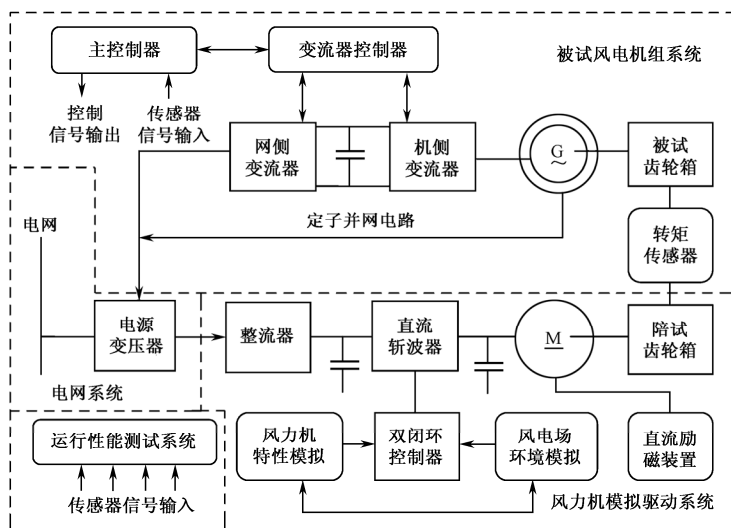 主控制器
变流器控制器
被试风电机组系统
控制
信号输出
传感器
信号输入
网侧
变流器
机侧
变流器
G
~
被试
齿轮箱
定子并网电路
转矩
传感器
电网
电源
变压器
整流器
直流
斩波器
M
陪试
齿轮箱
电网系统
运行性能测试系统
传感器信号输入
风力机
特性模拟
双闭环
控制器
风电场
环境模拟
直流励
磁装置
风力机模拟驱动系统